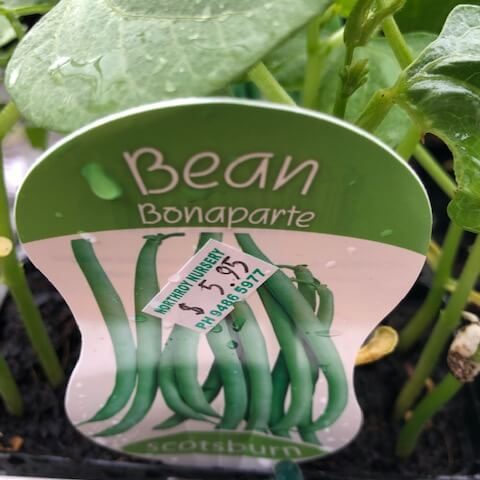 Bean
Bonaparte
NORTHROY NURSERY
$ 5.95
PH 9486 5977
scotsburn